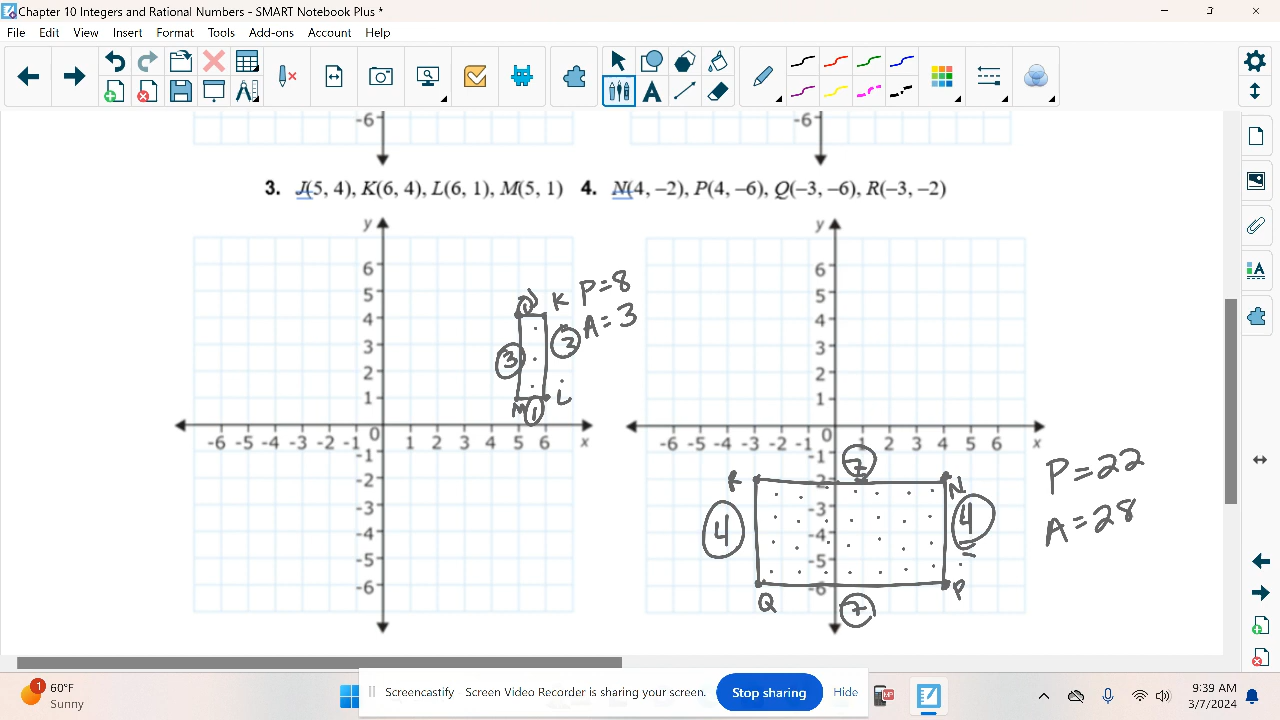 Chapter 10 Integers and Rational Numbers - SMART Notebook Plus *
File Edit View Insert Format Tools Add-ons Account Help
-6 -6
3. J(5, 4), K(6, 4), L(6, 1), M(5, 1) 4. N(4, −2), P(4, −6), Q(−3, −6), R(−3, −2)
y
6
5
4
3
2
1
-6 -5 -4 -3 -2 -1 0 1 2 3 4 5 6 x
-1
-2
-3
-4
-5
-6
K P=8
A=3
3
3
M 1 L
y
6
5
4
3
2
1
-6 -5 -4 -3 -2 -1 0 1 2 3 4 5 6 x
-1
-2
-3
-4
-5
-6
7
R N
4 4
Q 7 P
P=22
A=28
Screencastify Screen Video Recorder is sharing your screen. Stop sharing Hide
1 60°F
Sunny
9:39 AM
3/7/2024